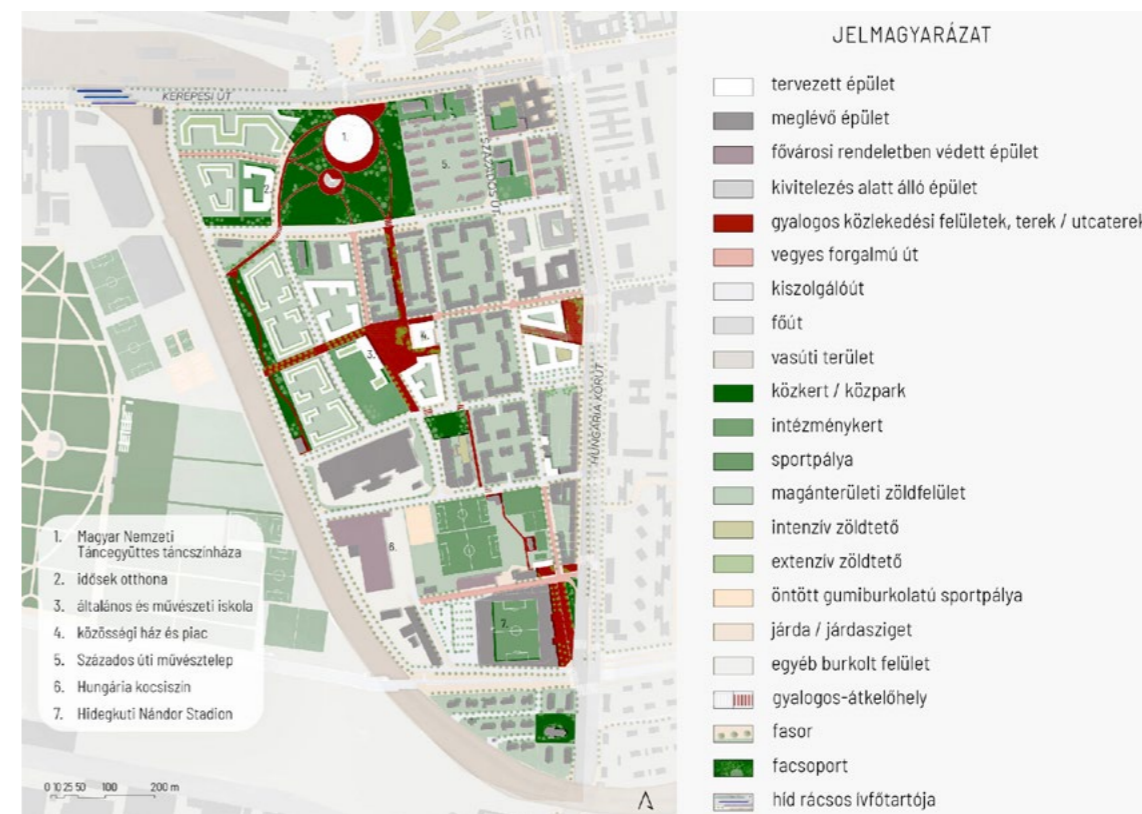 JELMAGYARÁZAT
tervezett épület
meglévő épület
fővárosi rendeletben védett épület
kivitelezés alatt álló épület
gyalogos közlekedési felületek, terek / utcaterek
vegyes forgalmú út
kiszolgálóút
főút
vasúti terület
közkert / közpark
intézménykert
sportpálya
magánterületi zöldfelület
intenzív zöldtető
extenzív zöldtető
öntött gumiburkolatú sportpálya
járda / járdasziget
egyéb burkolt felület
gyalogos-átkelőhely
fasor
facsoport
híd rácsos ívfőtartója
KEREPESI ÚT
SZÁZADOS ÚT
HUNGÁRIA KÖRÚT
1.
2.
3.
4.
5.
6.
7.
1. Magyar Nemzeti
Táncegyüttes táncszínháza
2. idősek otthona
3. általános és művészeti iskola
4. közösségi ház és piac
5. Százados úti művésztelep
6. Hungária kocsiszín
7. Hidegkuti Nándor Stadion
0 10 25 50 100 200 m